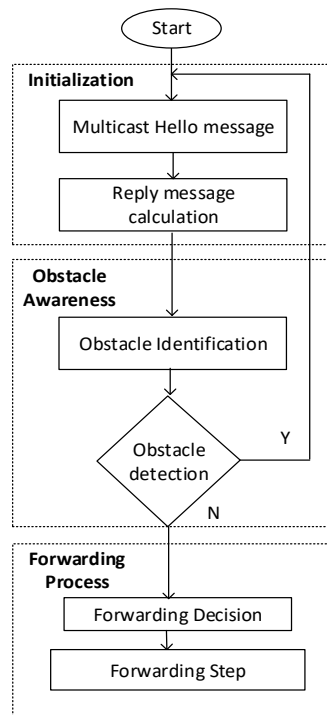 Start
Initialization
Multicast Hello message
Reply message
calculation
Obstacle
Awareness
Obstacle Identification
Obstacle
detection
Y
N
Forwarding
Process
Forwarding Decision
Forwarding Step